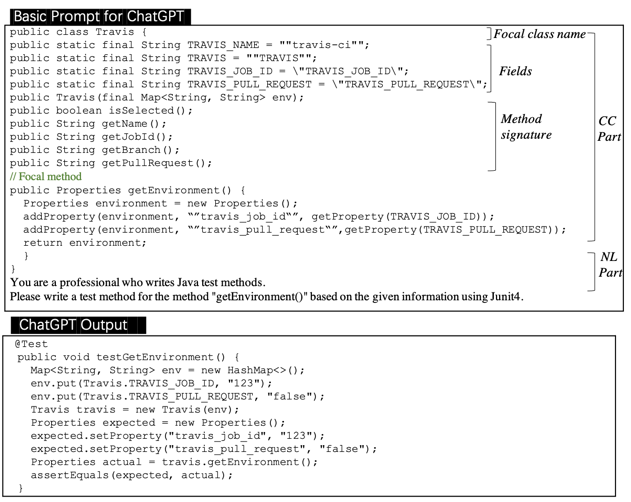 Basic Prompt for ChatGPT
public class Travis {
Focal class name
public static final String TRAVIS_NAME = ""travis-ci"";
public static final String TRAVIS = ""TRAVIS"";
public static final String TRAVIS_JOB_ID = \"TRAVIS_JOB_ID\";
Fields
public static final String TRAVIS_PULL_REQUEST = \"TRAVIS_PULL_REQUEST\";
public Travis(final Map<String, String> env);
public boolean isSelected();
public String getName();
Method
signature
public String getJobId();
public String getBranch();
public String getPullRequest();
CC
Part
// Focal method
public Properties getEnvironment() {
Properties environment = new Properties();
addProperty(environment, “”travis_job_id“”, getProperty(TRAVIS_JOB_ID));
addProperty(environment, “”travis_pull_request“”,getProperty(TRAVIS_PULL_REQUEST));
return environment;
}
}
NL
Part
You are a professional who writes Java test methods.
Please write a test method for the method "getEnvironment()" based on the given information using Junit4.
ChatGPT Output
@Test
public void testGetEnvironment() {
Map<String, String> env = new HashMap<>();
env.put(Travis.TRAVIS_JOB_ID, "123");
env.put(Travis.TRAVIS_PULL_REQUEST, "false");
Travis travis = new Travis(env);
Properties expected = new Properties();
expected.setProperty("travis_job_id", "123");
expected.setProperty("travis_pull_request", "false");
Properties actual = travis.getEnvironment();
assertEquals(expected, actual);
}